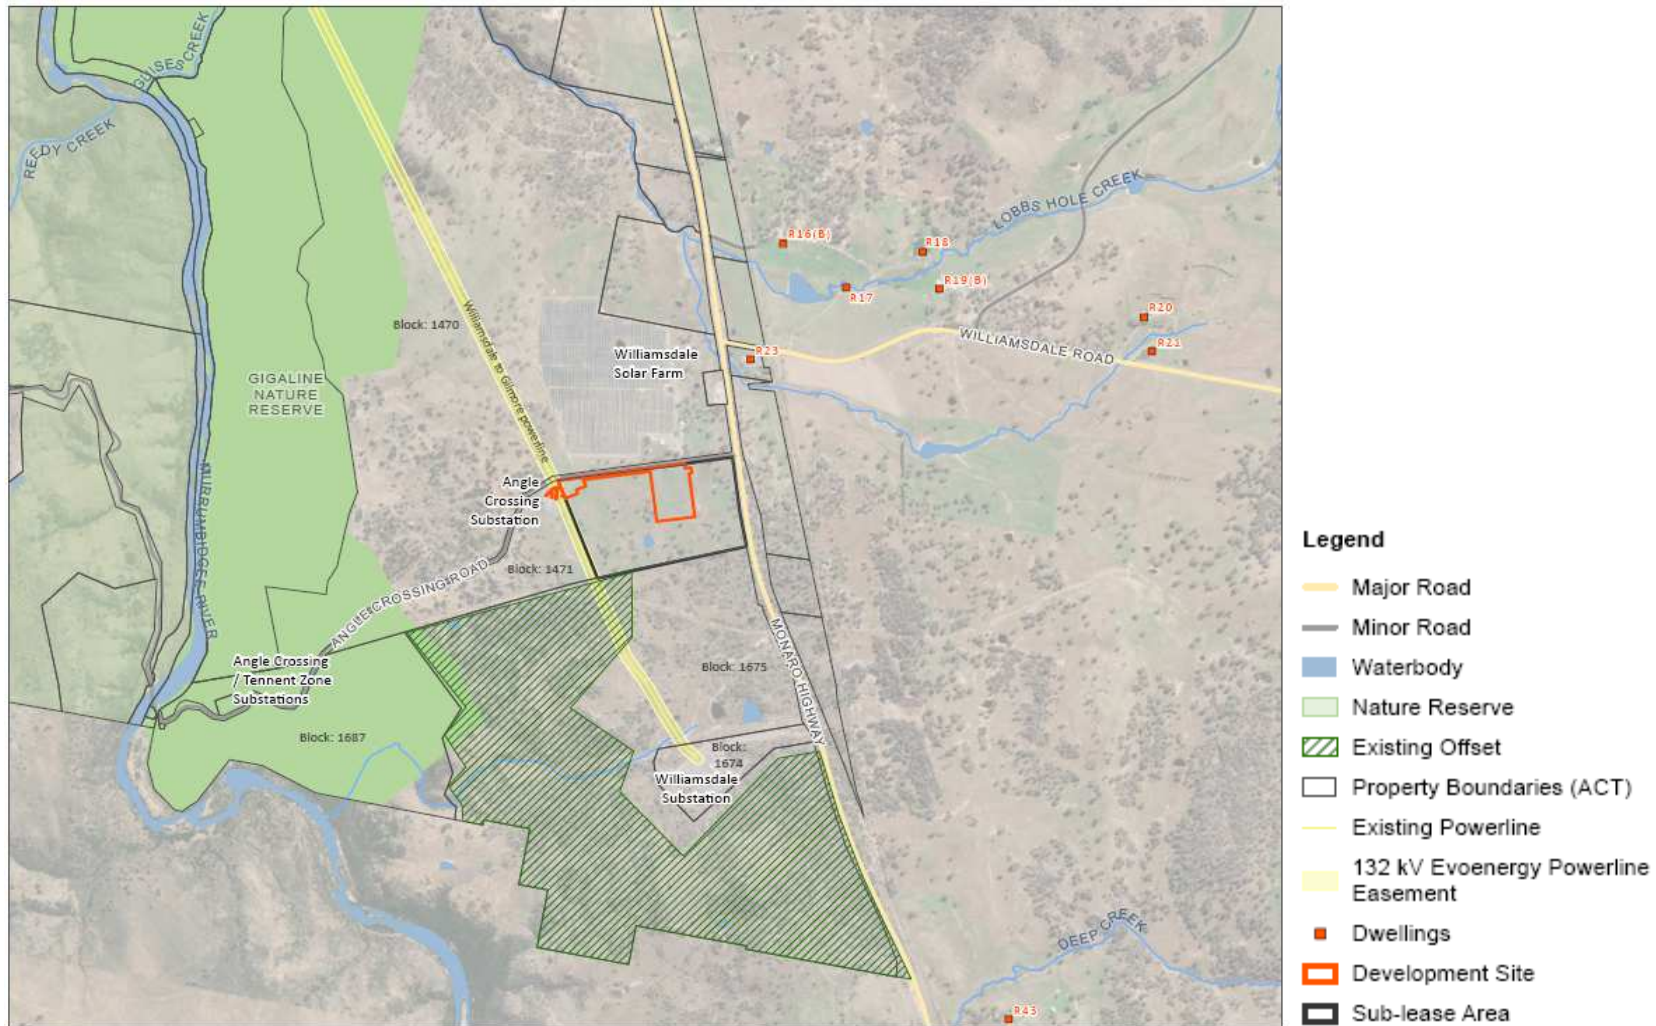 GUISES CREEK
REEDY CREEK
LOBBS HOLE CREEK
R16(B)
R18
R17
R19(B)
R20
R21
R23
WILLIAMSDALE ROAD
Block: 1470
Williamsdale to Gilmore powerline
Williamsdale
Solar Farm
GIGALINE
NATURE
RESERVE
MURRUMBIDGEE RIVER
Angle
Crossing
Substation
Block: 1471
ANGLE CROSSING ROAD
MONARO HIGHWAY
Angle Crossing
/ Tennent Zone
Substations
Block: 1675
Block: 1687
Block:
1674
Williamsdale
Substation
DEEP CREEK
R43
Legend
Major Road
Minor Road
Waterbody
Nature Reserve
Existing Offset
Property Boundaries (ACT)
Existing Powerline
132 kV Evoenergy Powerline
Easement
Dwellings
Development Site
Sub-lease Area